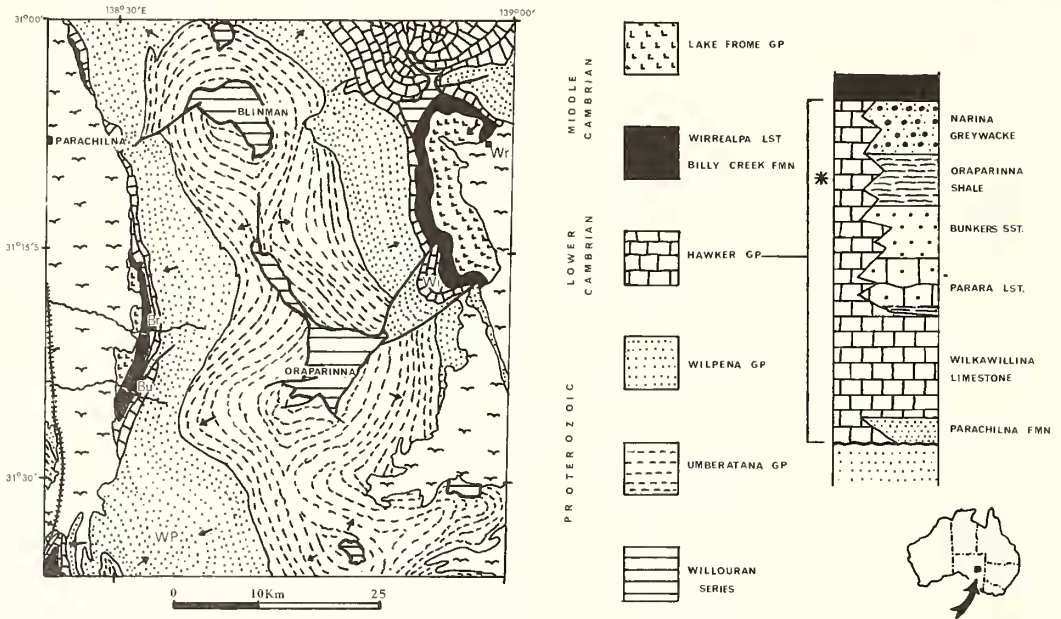 31°00'
138°30'E
139°00'
BLINMAN
PARACHILNA
Wr
31°15'S
Wi
Bu
ORAPARINNA
31°30'
WP
0 10Km 25
MIDDLE
CAMBRIAN
LOWER
CAMBRIAN
PROTEROZOIC
LAKE FROME GP
WIRREALPA LST
BILLY CREEK FMN
HAWKER GP
WILPENA GP
UMBERATANA GP
WILLOURAN
SERIES
*
NARINA
GREYWACKE
ORAPARINNA
SHALE
BUNKERS SST.
PARARA LST.
WILKAWILLINA
LIMESTONE
PARACHILNA FMN